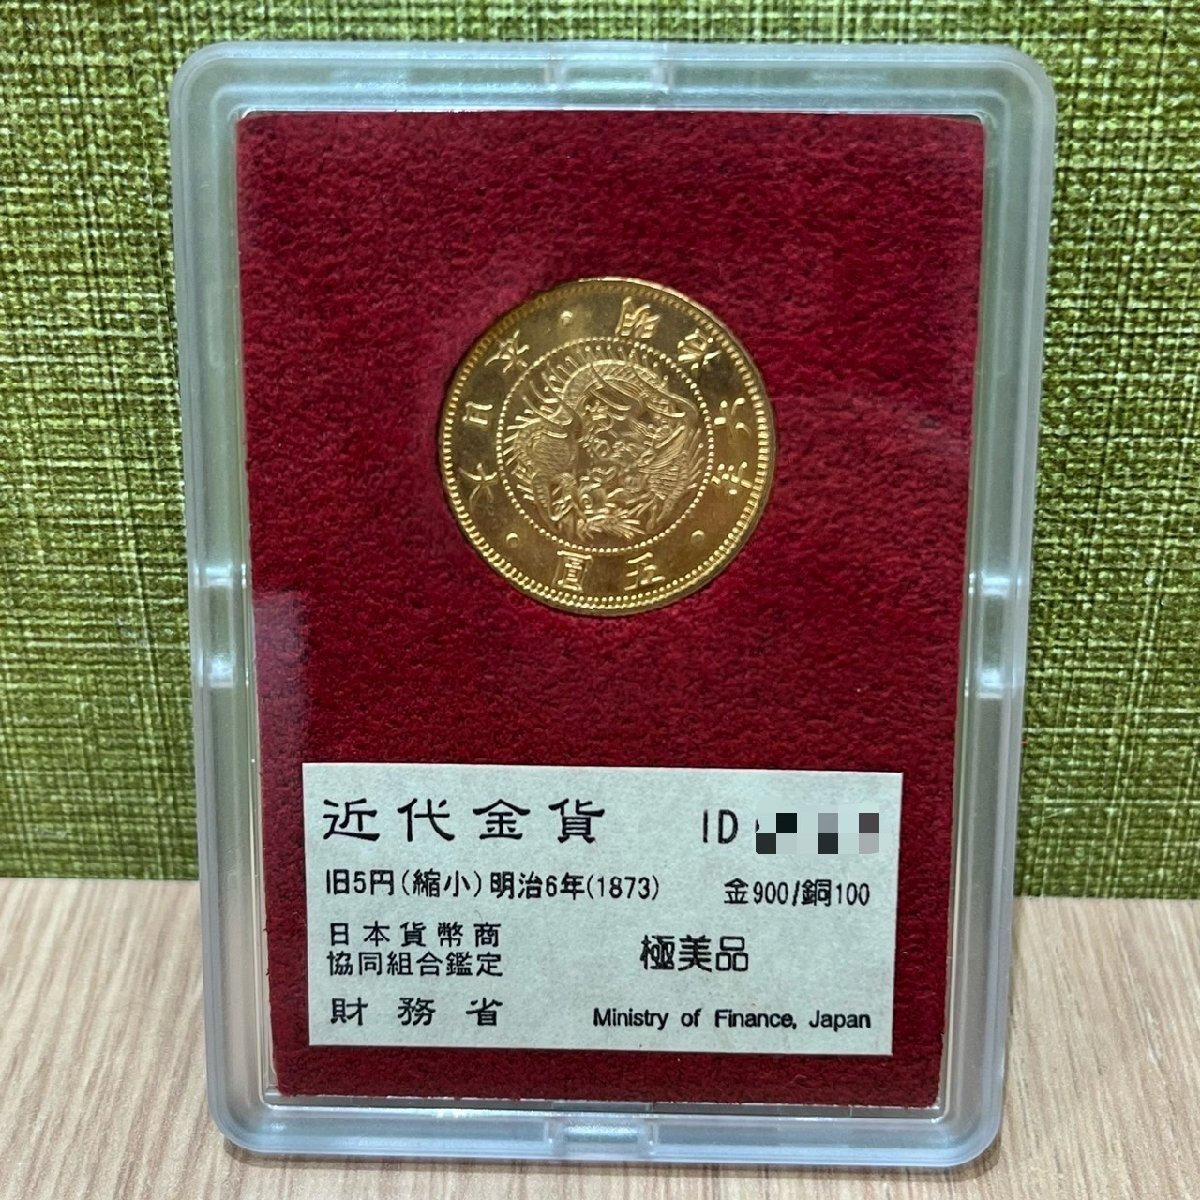 大日本・明治六年・五圓・
近代金貨 ID
旧5円(縮小)明治6年(1873) 金900/銅100
日本貨幣商
協同組合鑑定 極美品
財務省 Ministry of Finance, Japan